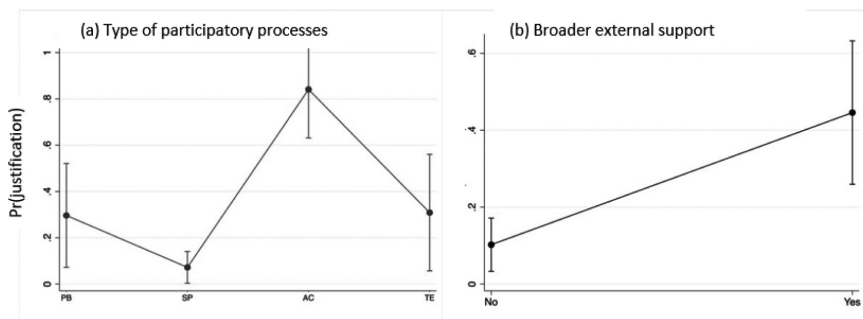 (a) Type of participatory processes
1
.8
.6
.4
.2
0
Pr(justification)
PB SP AC TE
(b) Broader external support
.6
.4
.2
0
No Yes